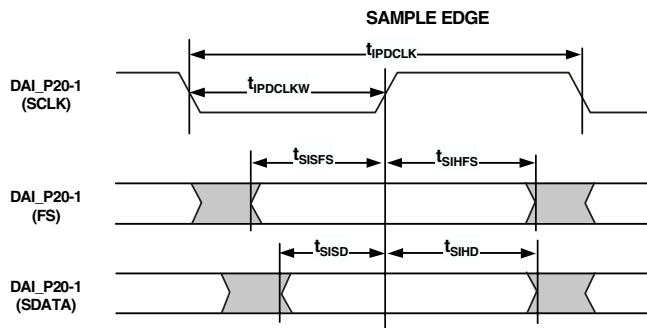 SAMPLE EDGE
tIPDCLK
DAI_P20-1
(SCLK)
tIPDCLKW
tSISFS
tSIHFS
DAI_P20-1
(FS)
tSISD
tSIHD
DAI_P20-1
(SDATA)